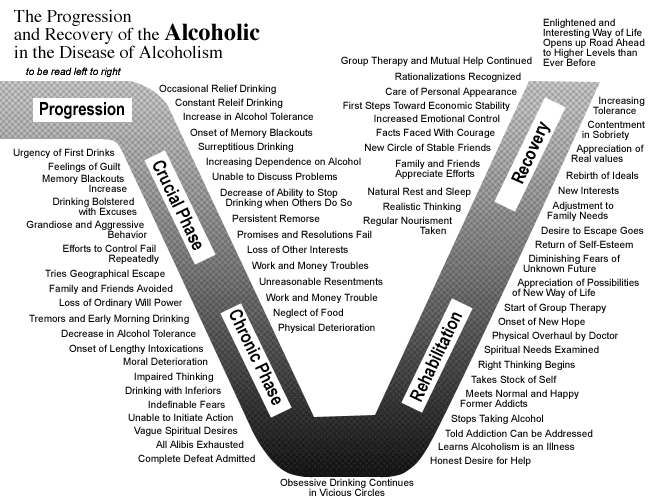 The Progression
and Recovery of the Alcoholic
in the Disease of Alcoholism
to be read left to right
Progression
Crucial Phase
Chronic Phase
Rehabilitation
Recovery
Occasional Relief Drinking
Constant Releif Drinking
Increase in Alcohol Tolerance
Onset of Memory Blackouts
Surreptitious Drinking
Increasing Dependence on Alcohol
Unable to Discuss Problems
Decrease of Ability to Stop
Drinking when Others Do So
Persistent Remorse
Promises and Resolutions Fail
Loss of Other Interests
Work and Money Troubles
Unreasonable Resentments
Work and Money Trouble
Neglect of Food
Physical Deterioration
Urgency of First Drinks
Feelings of Guilt
Memory Blackouts
Increase
Drinking Bolstered
with Excuses
Grandiose and Aggressive
Behavior
Efforts to Control Fail
Repeatedly
Tries Geographical Escape
Family and Friends Avoided
Loss of Ordinary Will Power
Tremors and Early Morning Drinking
Decrease in Alcohol Tolerance
Onset of Lengthy Intoxications
Moral Deterioration
Impaired Thinking
Drinking with Inferiors
Indefinable Fears
Unable to Initiate Action
Vague Spiritual Desires
All Alibis Exhausted
Complete Defeat Admitted
Obsessive Drinking Continues
in Vicious Circles
Enlightened and
Interesting Way of Life
Opens up Road Ahead
to Higher Levels than
Ever Before
Group Therapy and Mutual Help Continued
Rationalizations Recognized
Care of Personal Appearance
First Steps Toward Economic Stability
Increased Emotional Control
Facts Faced With Courage
New Circle of Stable Friends
Family and Friends
Appreciate Efforts
Natural Rest and Sleep
Realistic Thinking
Regular Nourisment
Taken
Increasing
Tolerance
Contentment
in Sobriety
Appreciation of
Real values
Rebirth of Ideals
New Interests
Adjustment to
Family Needs
Desire to Escape Goes
Return of Self-Esteem
Diminishing Fears of
Unknown Future
Appreciation of Possibilities
of New Way of Life
Start of Group Therapy
Onset of New Hope
Physical Overhaul by Doctor
Spiritual Needs Examined
Right Thinking Begins
Takes Stock of Self
Meets Normal and Happy
Former Addicts
Stops Taking Alcohol
Told Addiction Can be Addressed
Learns Alcoholism is an Illness
Honest Desire for Help